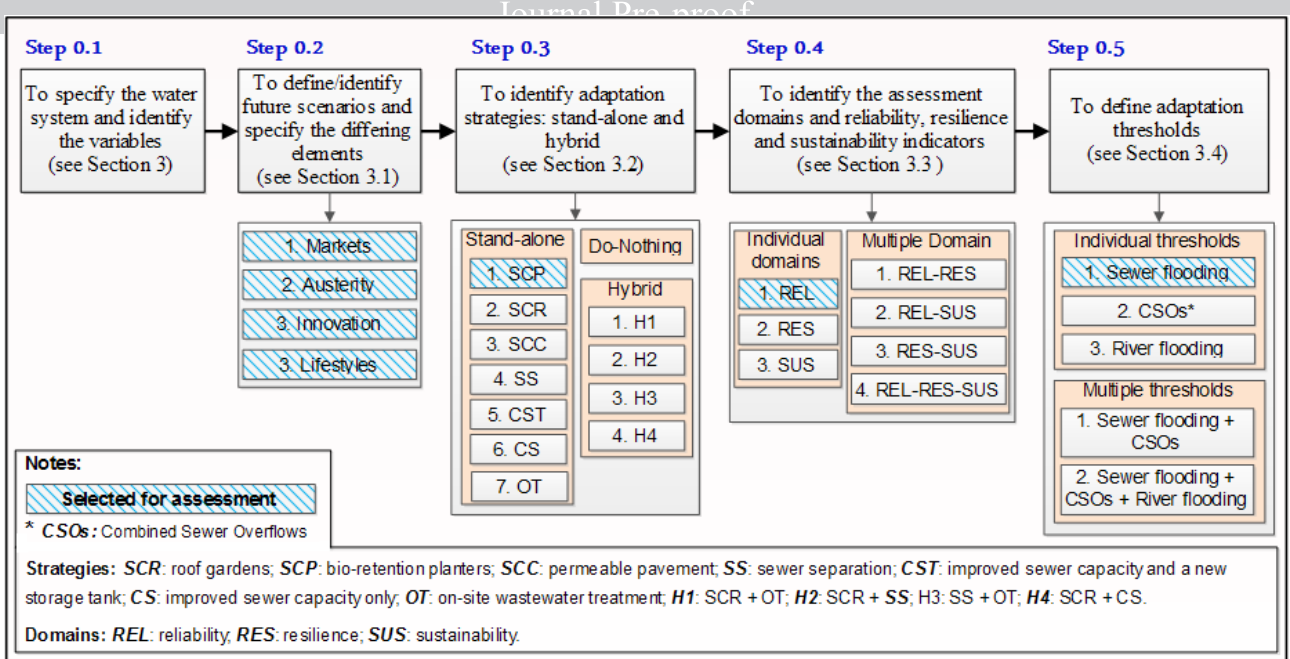 Journal Pre-proof
Step 0.1
To specify the water
system and identify
the variables
(see Section 3)
Step 0.2
To define/identify
future scenarios and
specify the differing
elements
(see Section 3.1)
1. Markets
2. Austerity
3. Innovation
3. Lifestyles
Step 0.3
To identify adaptation
strategies: stand-alone and
hybrid
(see Section 3.2)
Stand-alone
1. SCP
2. SCR
3. SCC
4. SS
5. CST
6. CS
7. OT
Do-Nothing
Hybrid
1. H1
2. H2
3. H3
4. H4
Step 0.4
To identify the assessment
domains and reliability, resilience
and sustainability indicators
(see Section 3.3 )
Individual
domains
1. REL
2. RES
3. SUS
Multiple Domain
1. REL-RES
2. REL-SUS
3. RES-SUS
4. REL-RES-SUS
Step 0.5
To define adaptation
thresholds
(see Section 3.4)
Individual thresholds
1. Sewer flooding
2. CSOs*
3. River flooding
Multiple thresholds
1. Sewer flooding +
CSOs
2. Sewer flooding +
CSOs + River flooding
Notes:
Selected for assessment
* CSOs: Combined Sewer Overflows
Strategies: SCR: roof gardens; SCP: bio-retention planters; SCC: permeable pavement; SS: sewer separation; CST: improved sewer capacity and a new
storage tank; CS: improved sewer capacity only; OT: on-site wastewater treatment; H1: SCR + OT; H2: SCR + SS; H3: SS + OT; H4: SCR + CS.
Domains: REL: reliability; RES: resilience; SUS: sustainability.